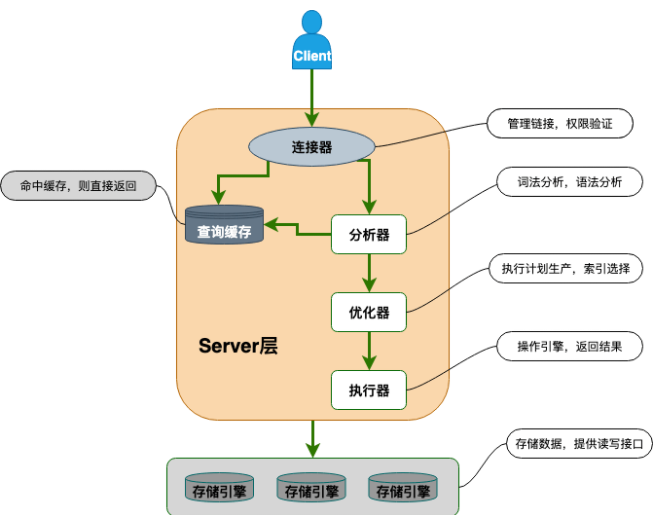 Client
连接器
管理链接，权限验证
命中缓存，则直接返回
词法分析，语法分析
查询缓存
分析器
执行计划生产，索引选择
优化器
Server层
操作引擎，返回结果
执行器
存储数据，提供读写接口
存储引擎
存储引擎
存储引擎